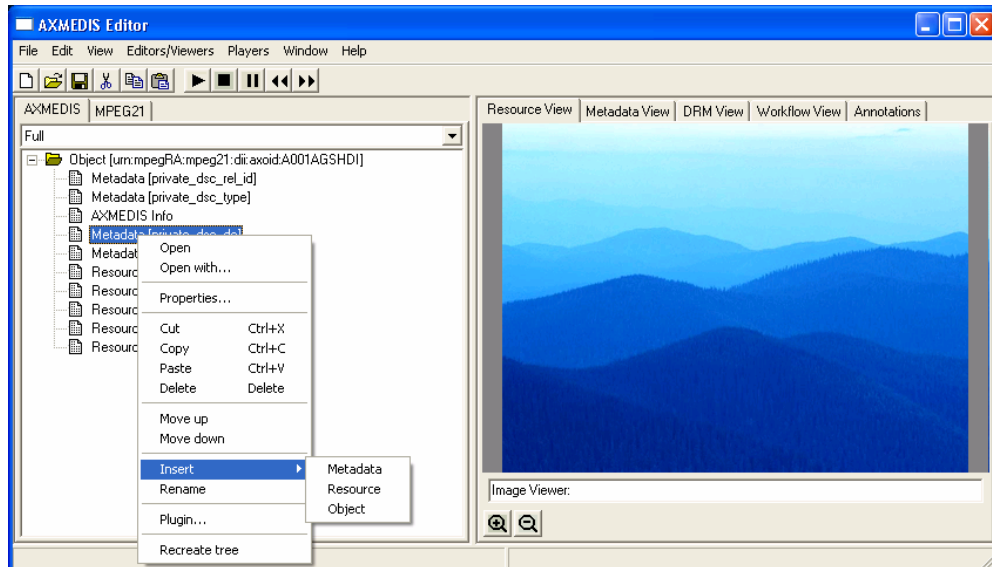 AXMEDIS Editor
File Edit View Editors/Viewers Players Window Help
AXMEDIS MPEG21
Full
Object [urn:mpegRA:mpeg21:dii:axoid:A001AGSHDI]
Metadata [private_dsc_rel_id]
Metadata [private_dsc_type]
AXMEDIS Info
Metadata
Metadat
Resourc
Resourc
Resourc
Resourc
Resourc
Open
Open with...
Properties...
Cut Ctrl+X
Copy Ctrl+C
Paste Ctrl+V
Delete Delete
Move up
Move down
Insert
Rename
Plugin...
Recreate tree
Metadata
Resource
Object
Resource View Metadata View DRM View Workflow View Annotations
Image Viewer: